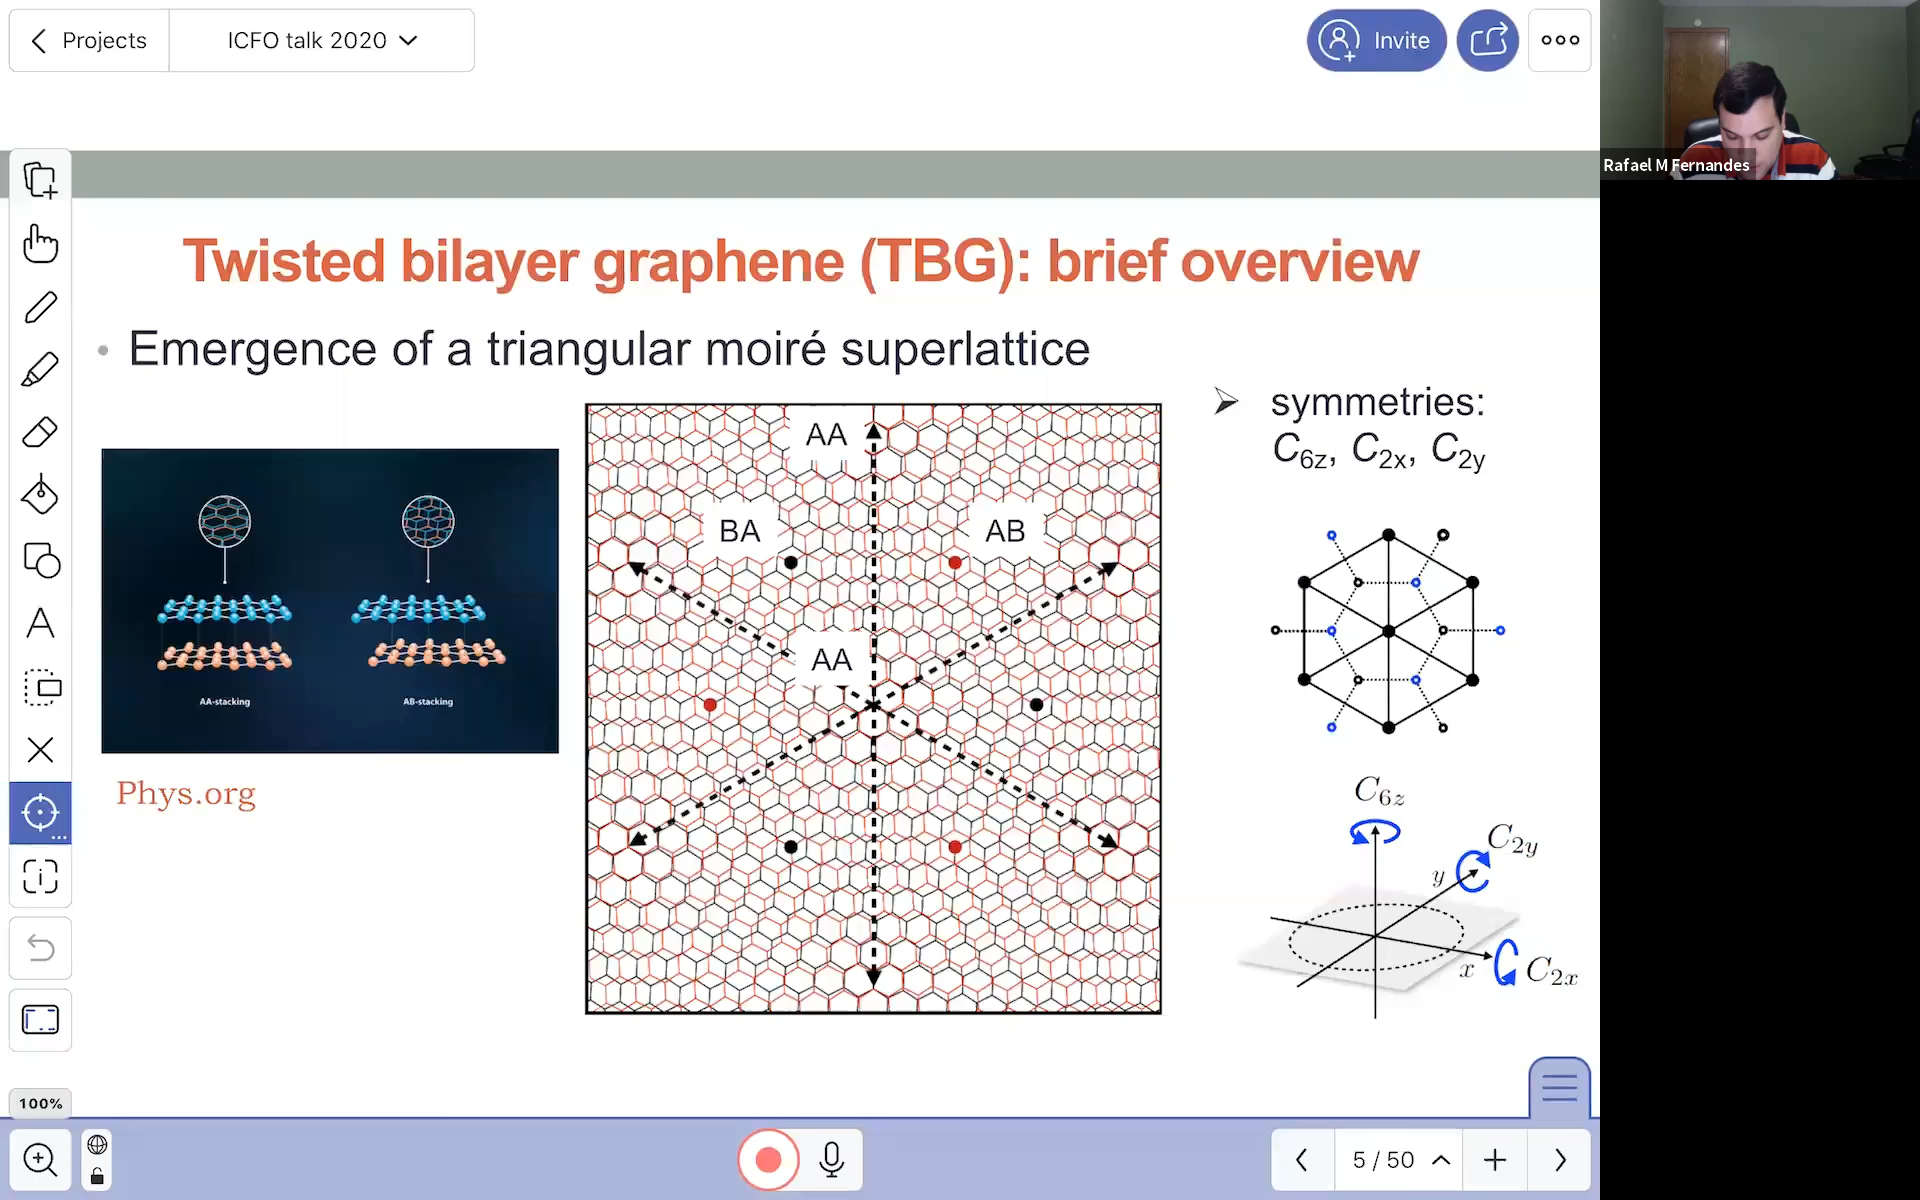 Projects
ICFO talk 2020
Invite
Rafael M Fernandes
Twisted bilayer graphene (TBG): brief overview
Emergence of a triangular moiré superlattice
symmetries:
C6z, C2x, C2y
AA
BA
AB
AA
AA-stacking
AB-stacking
Phys.org
C6z
C2y
y
x
C2x
100%
5 / 50